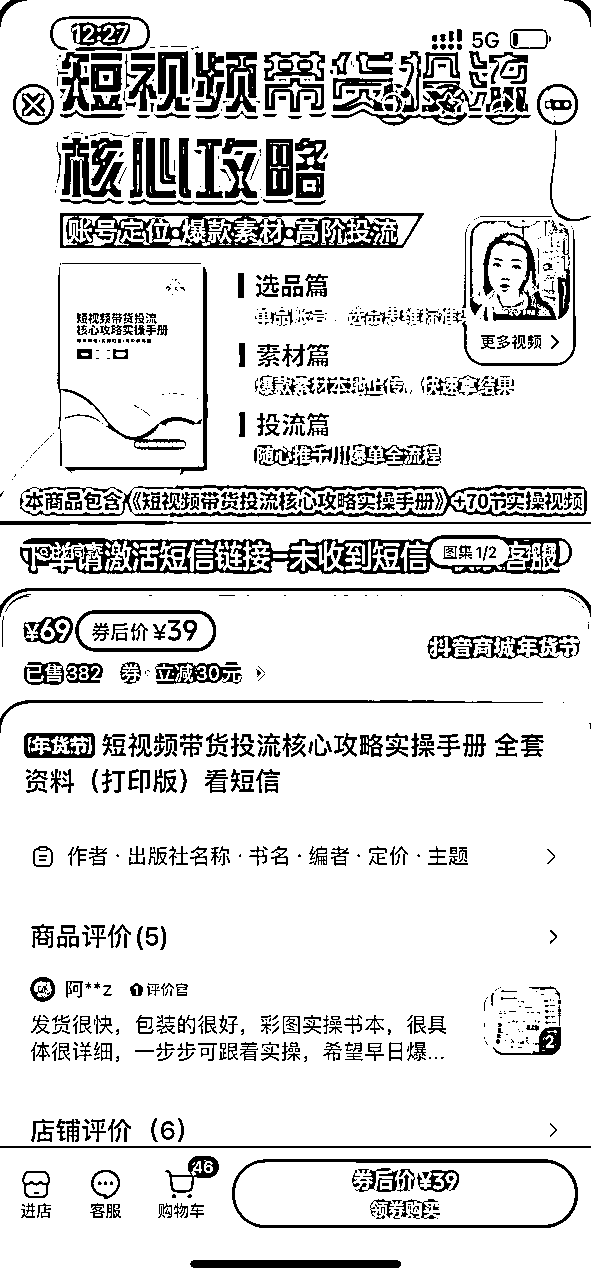 12:27
5G
短视频带货投流
核心攻略
账号定位·爆款素材·高阶投流
短视频带货投流
核心攻略实操手册
选品篇
素材篇
爆款素材本地上传，快速拿结果
投流篇
随心推千川爆单全流程
更多视频
本商品包含《短视频带货投流核心攻略实操手册》+70节实操视频
下单请激活短信链接—未收到短信
客服
图集1/2
¥69 券后价 ¥39
抖音商城年货节
已售382 券·立减30元
年货节 短视频带货投流核心攻略实操手册 全套
资料（打印版）看短信
作者·出版社名称·书名·编者·定价·主题
商品评价(5)
阿**z 评价官
发货很快，包装的很好，彩图实操书本，很具
体很详细，一步步可跟着实操，希望早日爆...
2
店铺评价（6）
46
进店
客服
购物车
券后价¥39
领券购买